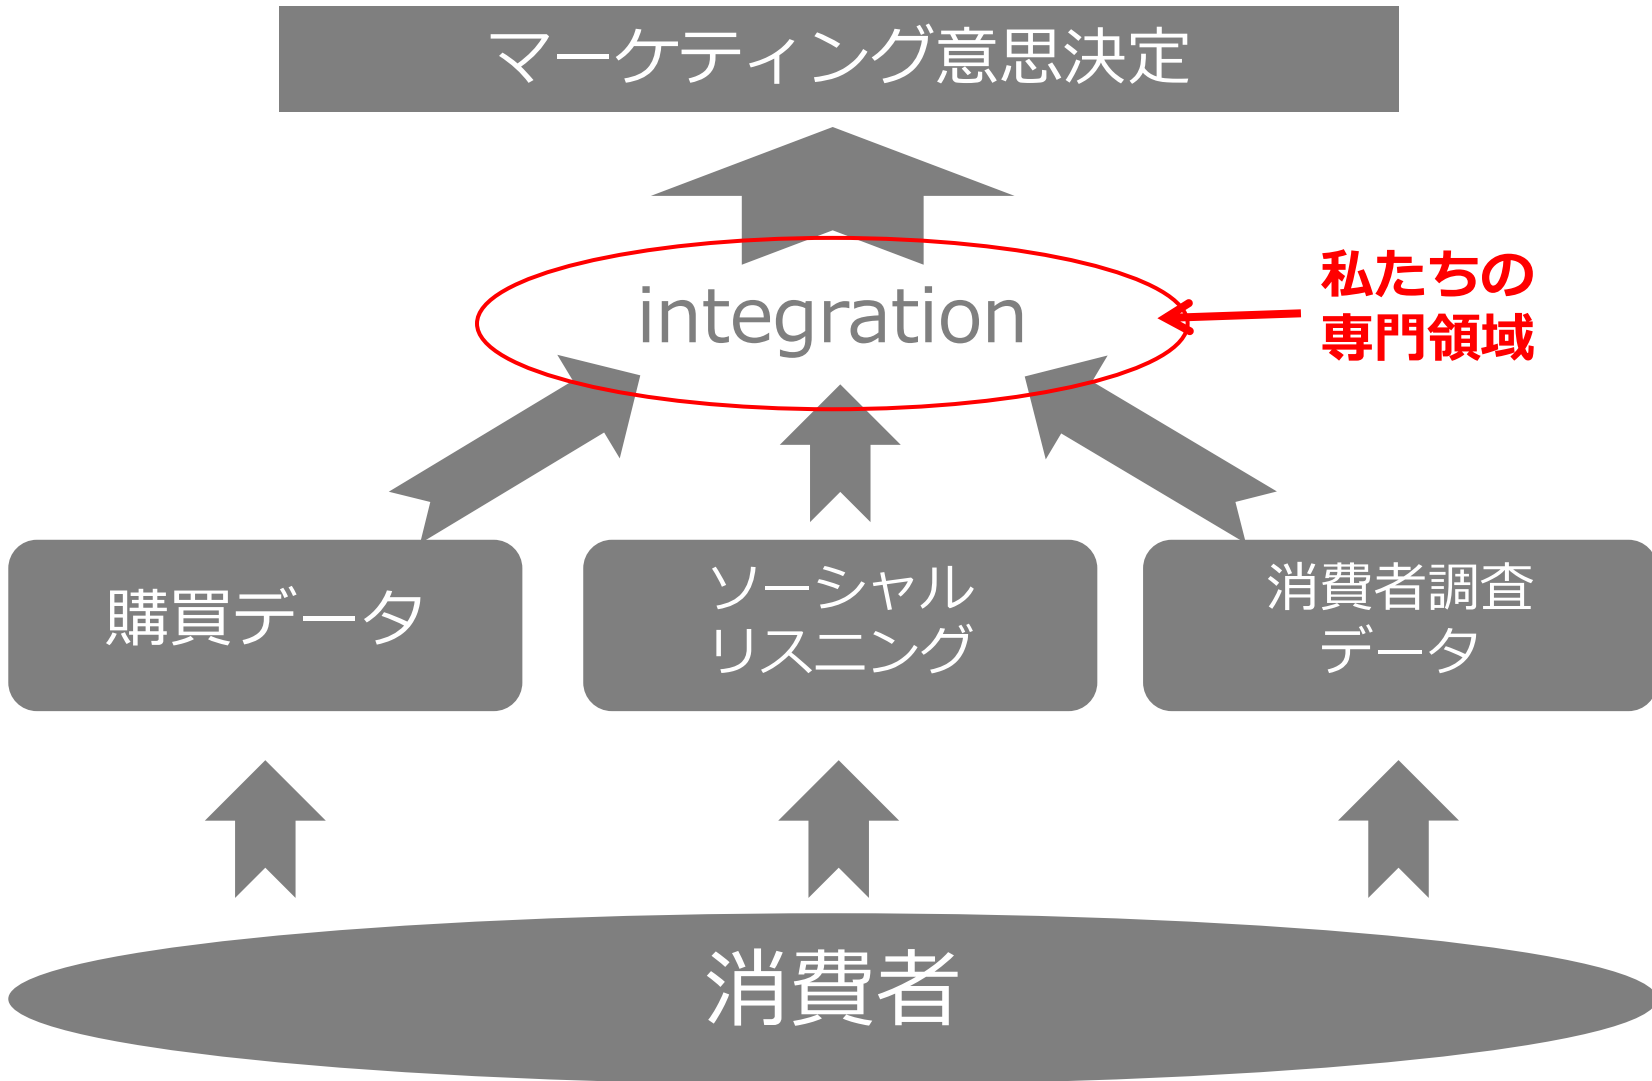 マーケティング意思決定
integration
私たちの
専門領域
購買データ
ソーシャル
リスニング
消費者調査
データ
消費者